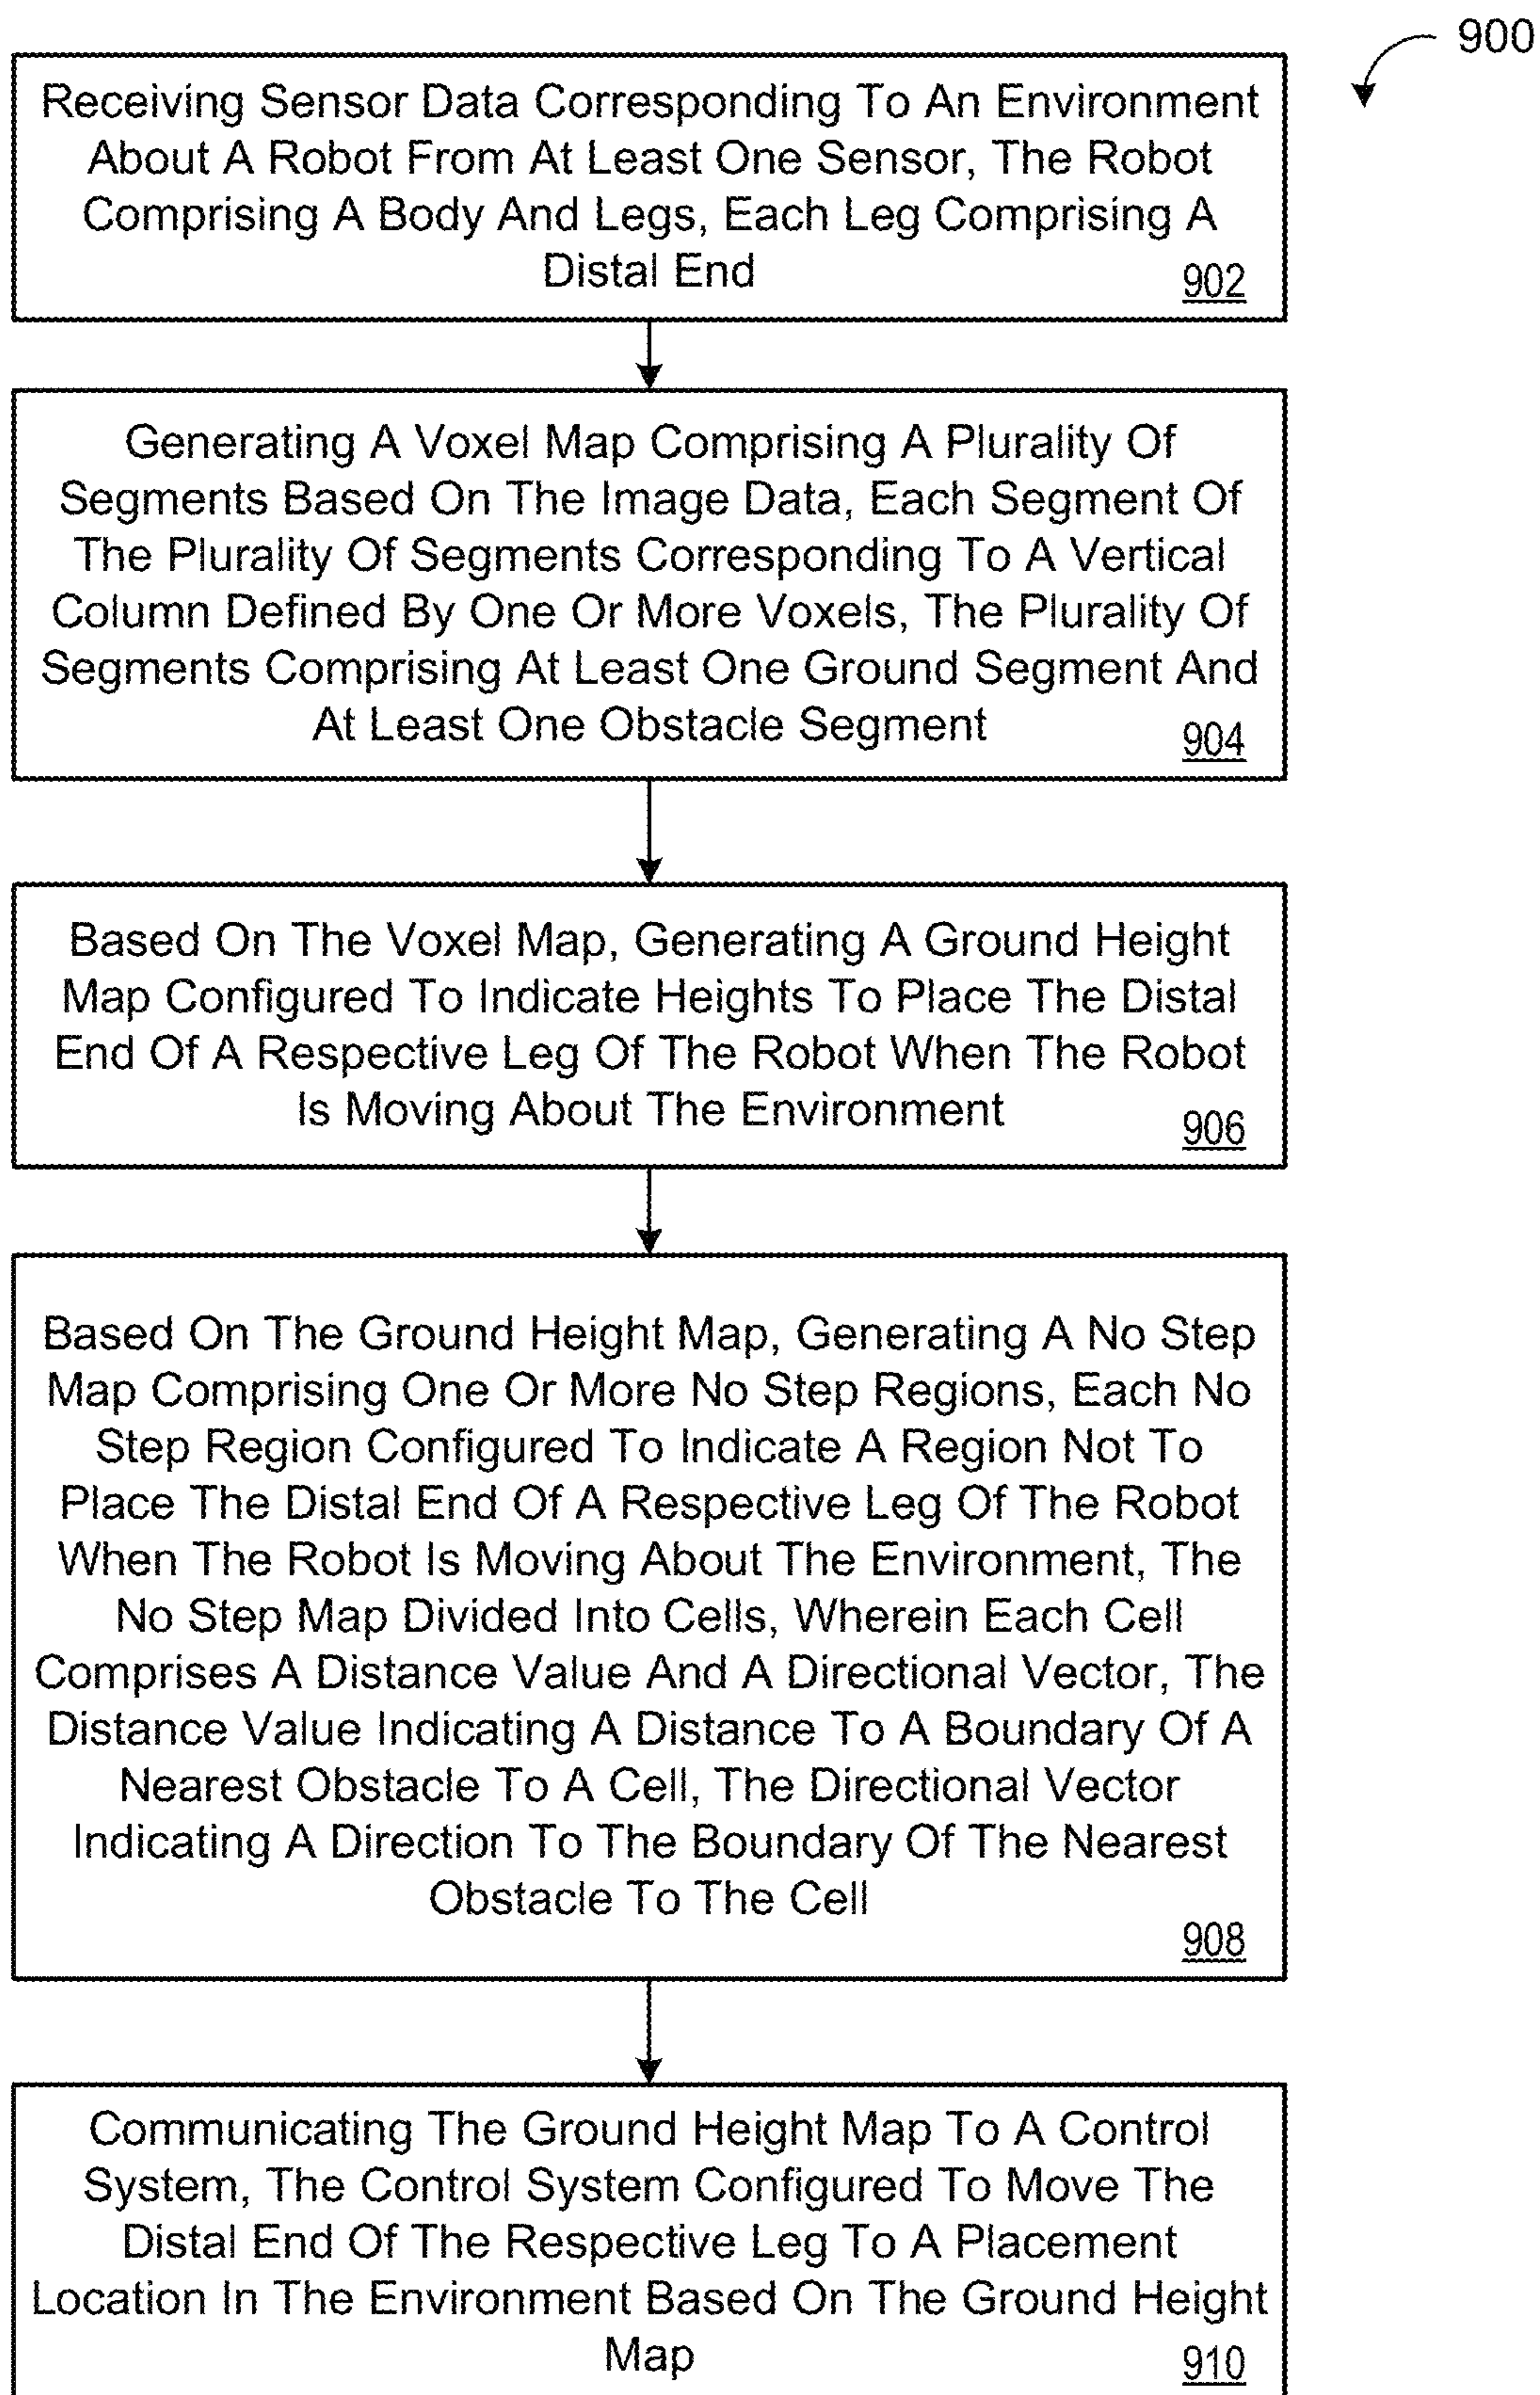 900
Receiving Sensor Data Corresponding To An Environment
About A Robot From At Least One Sensor, The Robot
Comprising A Body And Legs, Each Leg Comprising A
Distal End
902
Generating A Voxel Map Comprising A Plurality Of
Segments Based On The Image Data, Each Segment Of
The Plurality Of Segments Corresponding To A Vertical
Column Defined By One Or More Voxels, The Plurality Of
Segments Comprising At Least One Ground Segment And
At Least One Obstacle Segment
904
Based On The Voxel Map, Generating A Ground Height
Map Configured To Indicate Heights To Place The Distal
End Of A Respective Leg Of The Robot When The Robot
Is Moving About The Environment
906
Based On The Ground Height Map, Generating A No Step
Map Comprising One Or More No Step Regions, Each No
Step Region Configured To Indicate A Region Not To
Place The Distal End Of A Respective Leg Of The Robot
When The Robot Is Moving About The Environment, The
No Step Map Divided Into Cells, Wherein Each Cell
Comprises A Distance Value And A Directional Vector, The
Distance Value Indicating A Distance To A Boundary Of A
Nearest Obstacle To A Cell, The Directional Vector
Indicating A Direction To The Boundary Of The Nearest
Obstacle To The Cell
908
Communicating The Ground Height Map To A Control
System, The Control System Configured To Move The
Distal End Of The Respective Leg To A Placement
Location In The Environment Based On The Ground Height
Map
910